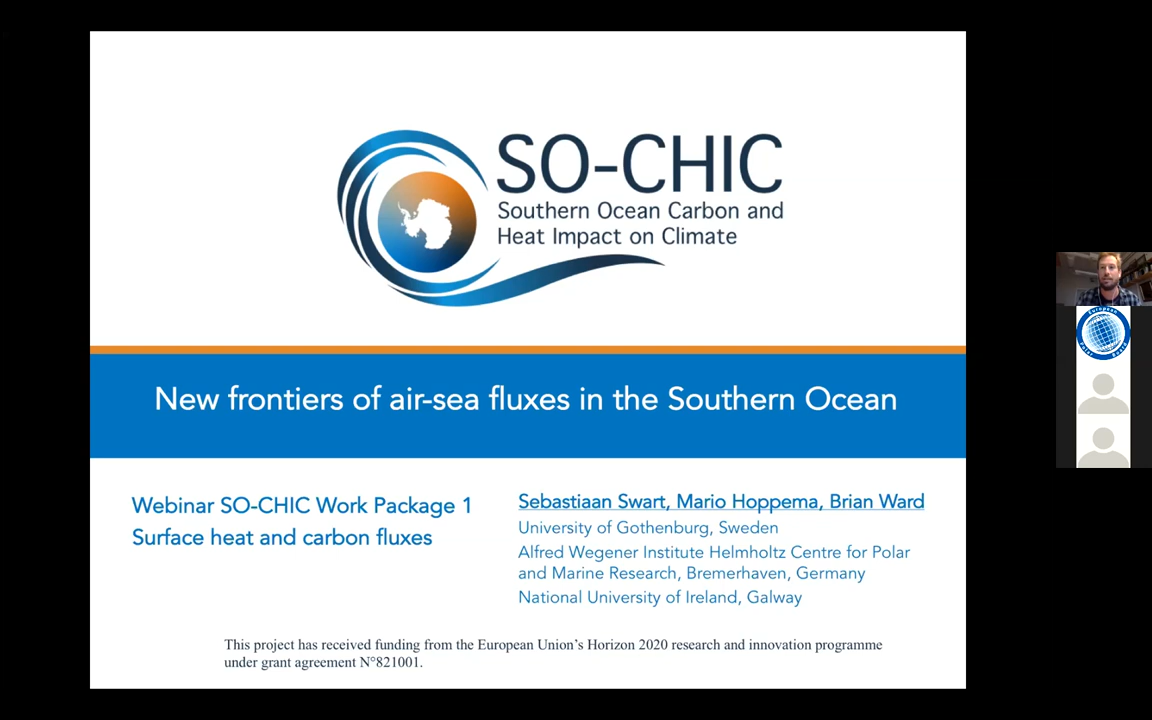 SO-CHIC
Southern Ocean Carbon and
Heat Impact on Climate
New frontiers of air-sea fluxes in the Southern Ocean
Webinar SO-CHIC Work Package 1
Surface heat and carbon fluxes
Sebastiaan Swart, Mario Hoppema, Brian Ward
University of Gothenburg, Sweden
Alfred Wegener Institute Helmholtz Centre for Polar
and Marine Research, Bremerhaven, Germany
National University of Ireland, Galway
This project has received funding from the European Union's Horizon 2020 research and innovation programme
under grant agreement N°821001.
European
Polar Board